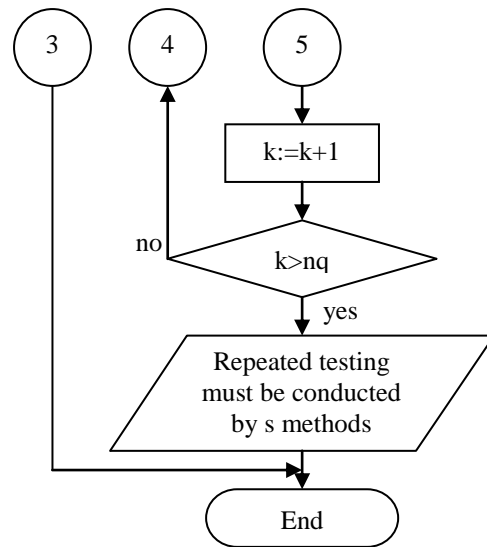 3
4
5
k:=k+1
no
k>nq
yes
Repeated testing
must be conducted
by s methods
End